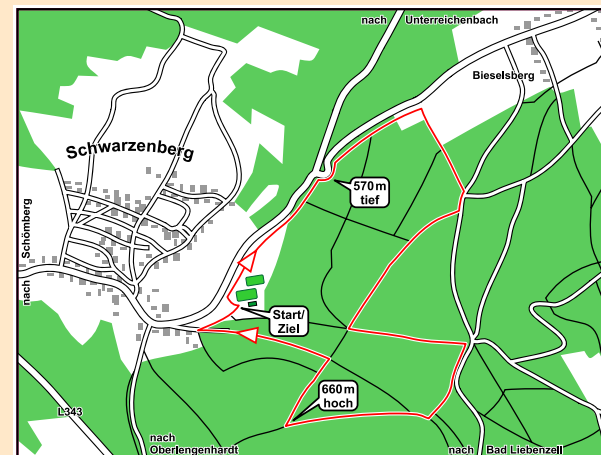 nach Unterreichenbach
Bieselsberg
Schwarzenberg
570 m
tief
nach Schömberg
Start/
Ziel
660 m
hoch
L343
nach
Oberlengenhardt
nach Bad Liebenzell